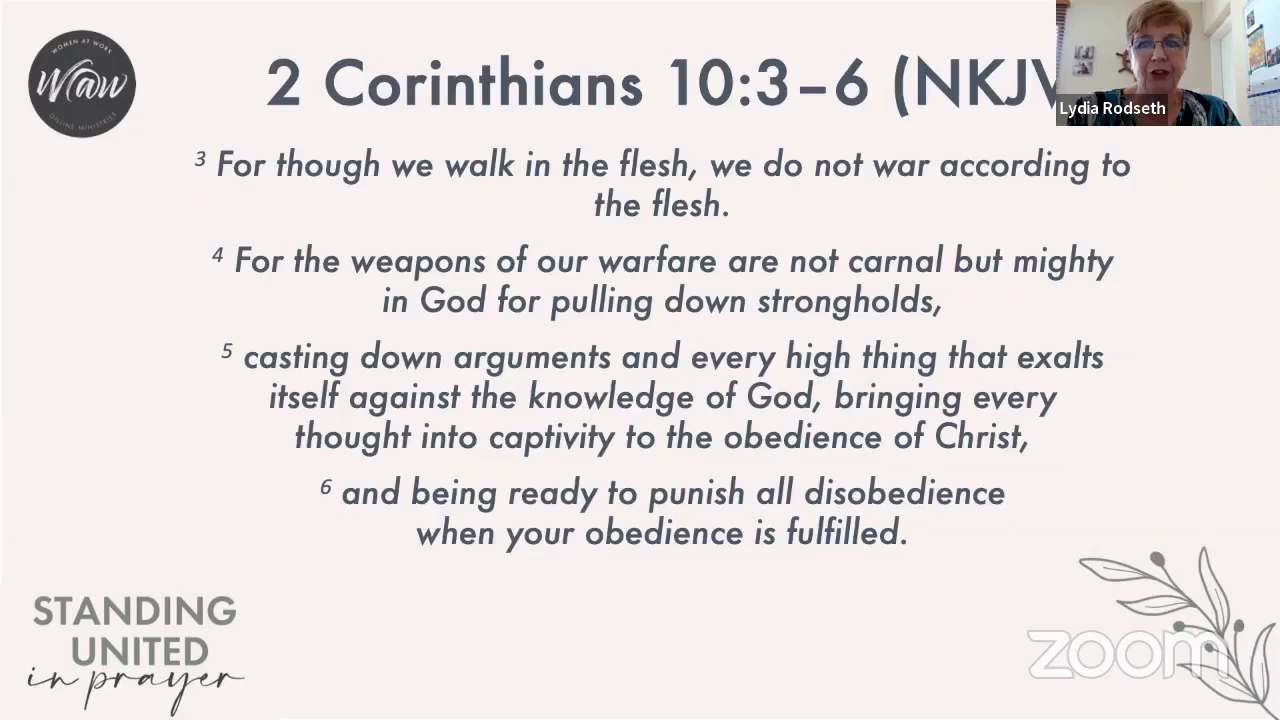 WOMEN AT WORK
Waw
ONLINE MINISTRIES
2 Corinthians 10:3–6 (NKJV
Lydia Rodseth
3 For though we walk in the flesh, we do not war according to
the flesh.
4 For the weapons of our warfare are not carnal but mighty
in God for pulling down strongholds,
5 casting down arguments and every high thing that exalts
itself against the knowledge of God, bringing every
thought into captivity to the obedience of Christ,
6 and being ready to punish all disobedience
when your obedience is fulfilled.
STANDING
UNITED
in prayer
zoom